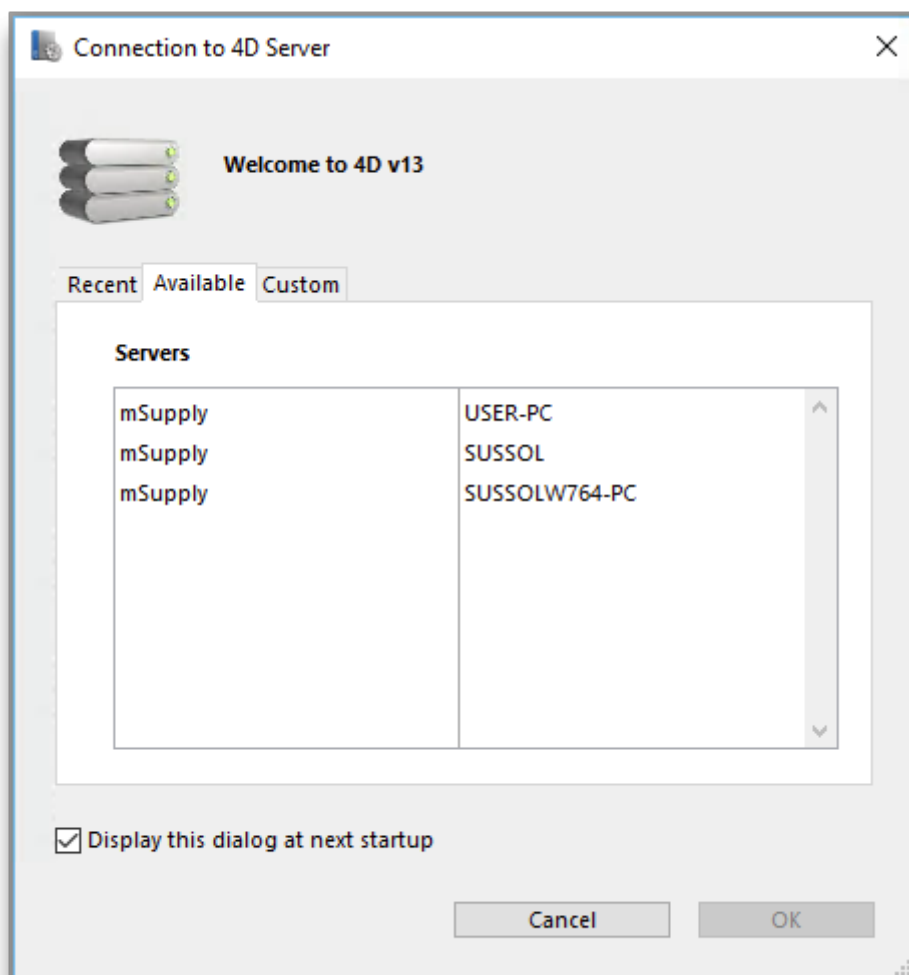 Connection to 4D Server
Welcome to 4D v13
Recent Available Custom
Servers
mSupply USER-PC
mSupply SUSSOL
mSupply SUSSOLW764-PC
Display this dialog at next startup
Cancel OK